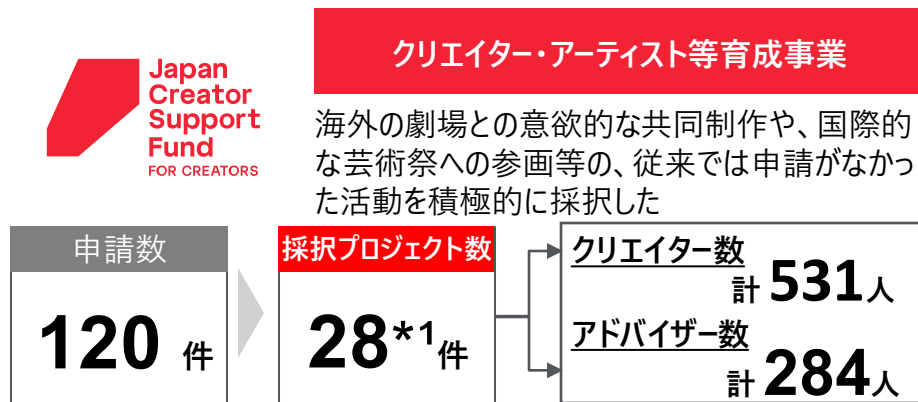 Japan
Creator
Support
Fund
FOR CREATORS
クリエイター・アーティスト等育成事業
海外の劇場との意欲的な共同制作や、国際的
な芸術祭への参画等の、従来では申請がなかっ
た活動を積極的に採択した
申請数
120 件
採択プロジェクト数
28*1件
クリエイター数
計 531人
アドバイザー数
計 284人